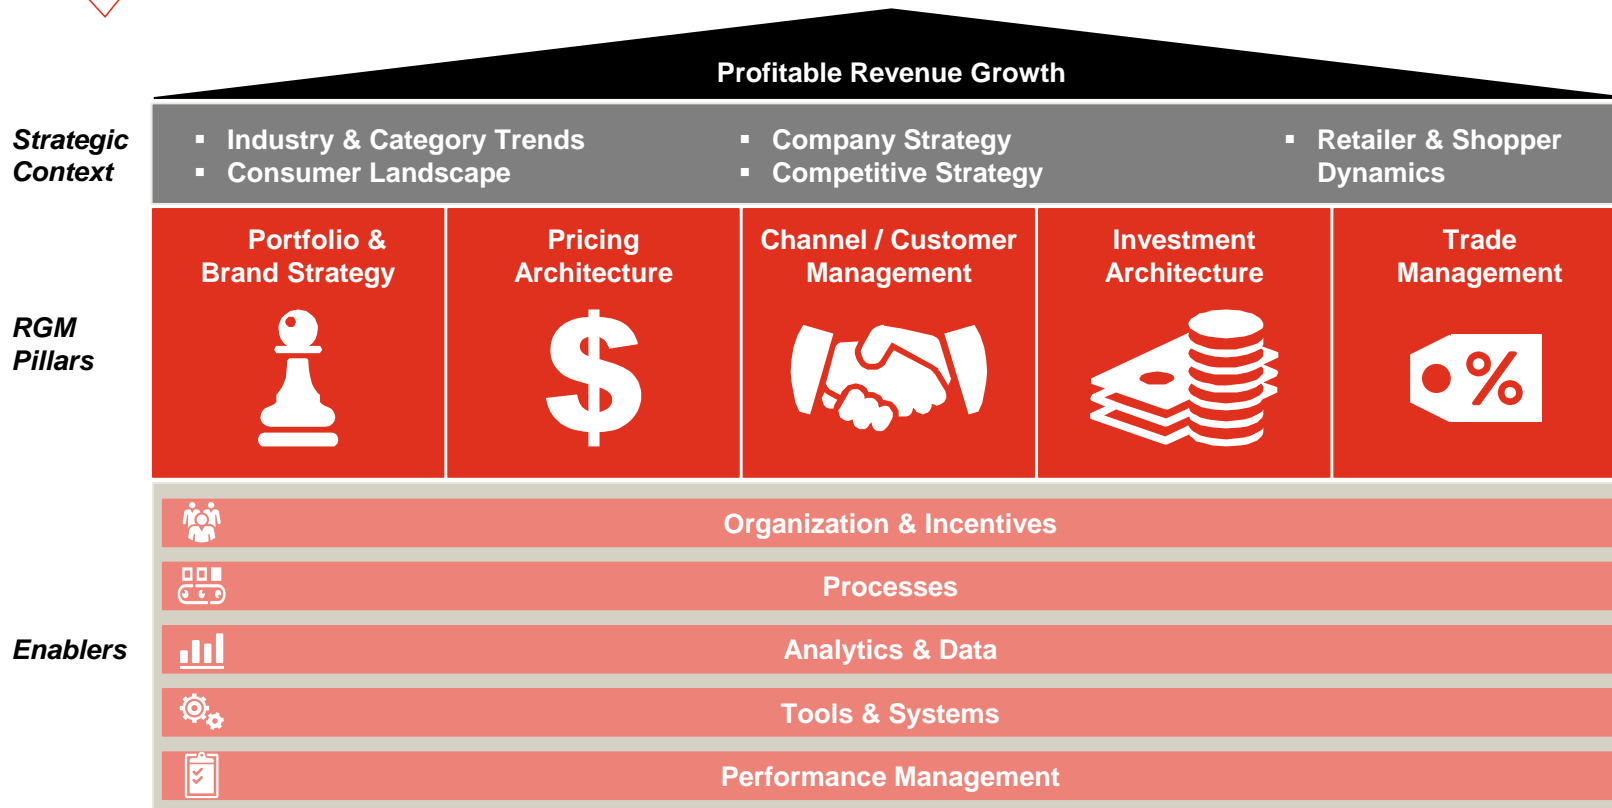 Profitable Revenue Growth
Strategic
Context
▪ Industry & Category Trends
▪ Consumer Landscape
▪ Company Strategy
▪ Competitive Strategy
▪ Retailer & Shopper
Dynamics
RGM
Pillars
Portfolio &
Brand Strategy
Pricing
Architecture
$
Channel / Customer
Management
Investment
Architecture
Trade
Management
%
Enablers
Organization & Incentives
Processes
Analytics & Data
Tools & Systems
Performance Management